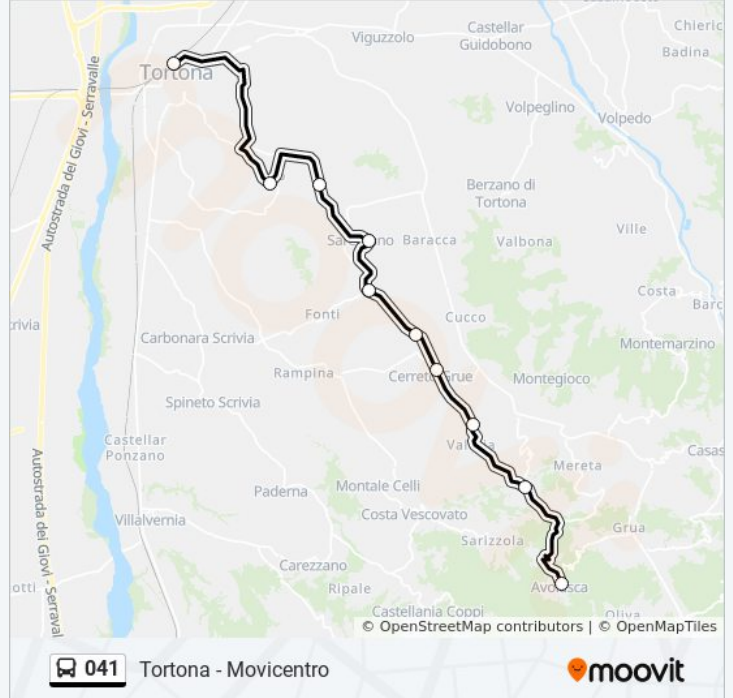 Viguzzolo
Castellar
Guidobono
Chieric
Badina
Tortona
Volpeglino
Volpedo
Autostrada dei Giovi - Serravalle
Berzano di
Tortona
Ville
Baracca
Valbona
Costa
Barc
crivia
Fonti
Cucco
Carbonara Scrivia
Montemarzino
Rampina
Cerreto Grue
Montegioco
Spineto Scrivia
Castellar
Ponzano
Casas
Mereta
Autostrada dei Giovi - Serraval
Paderna
Montale Celli
Villalvernia
Costa Vescovato
Grua
Sarizzola
Carezzano
otti
Ripale
Avolasca
Castellania Coppi
Oliva
© OpenStreetMap contributors | © OpenMapTiles
041 Tortona - Movicentro
moovit